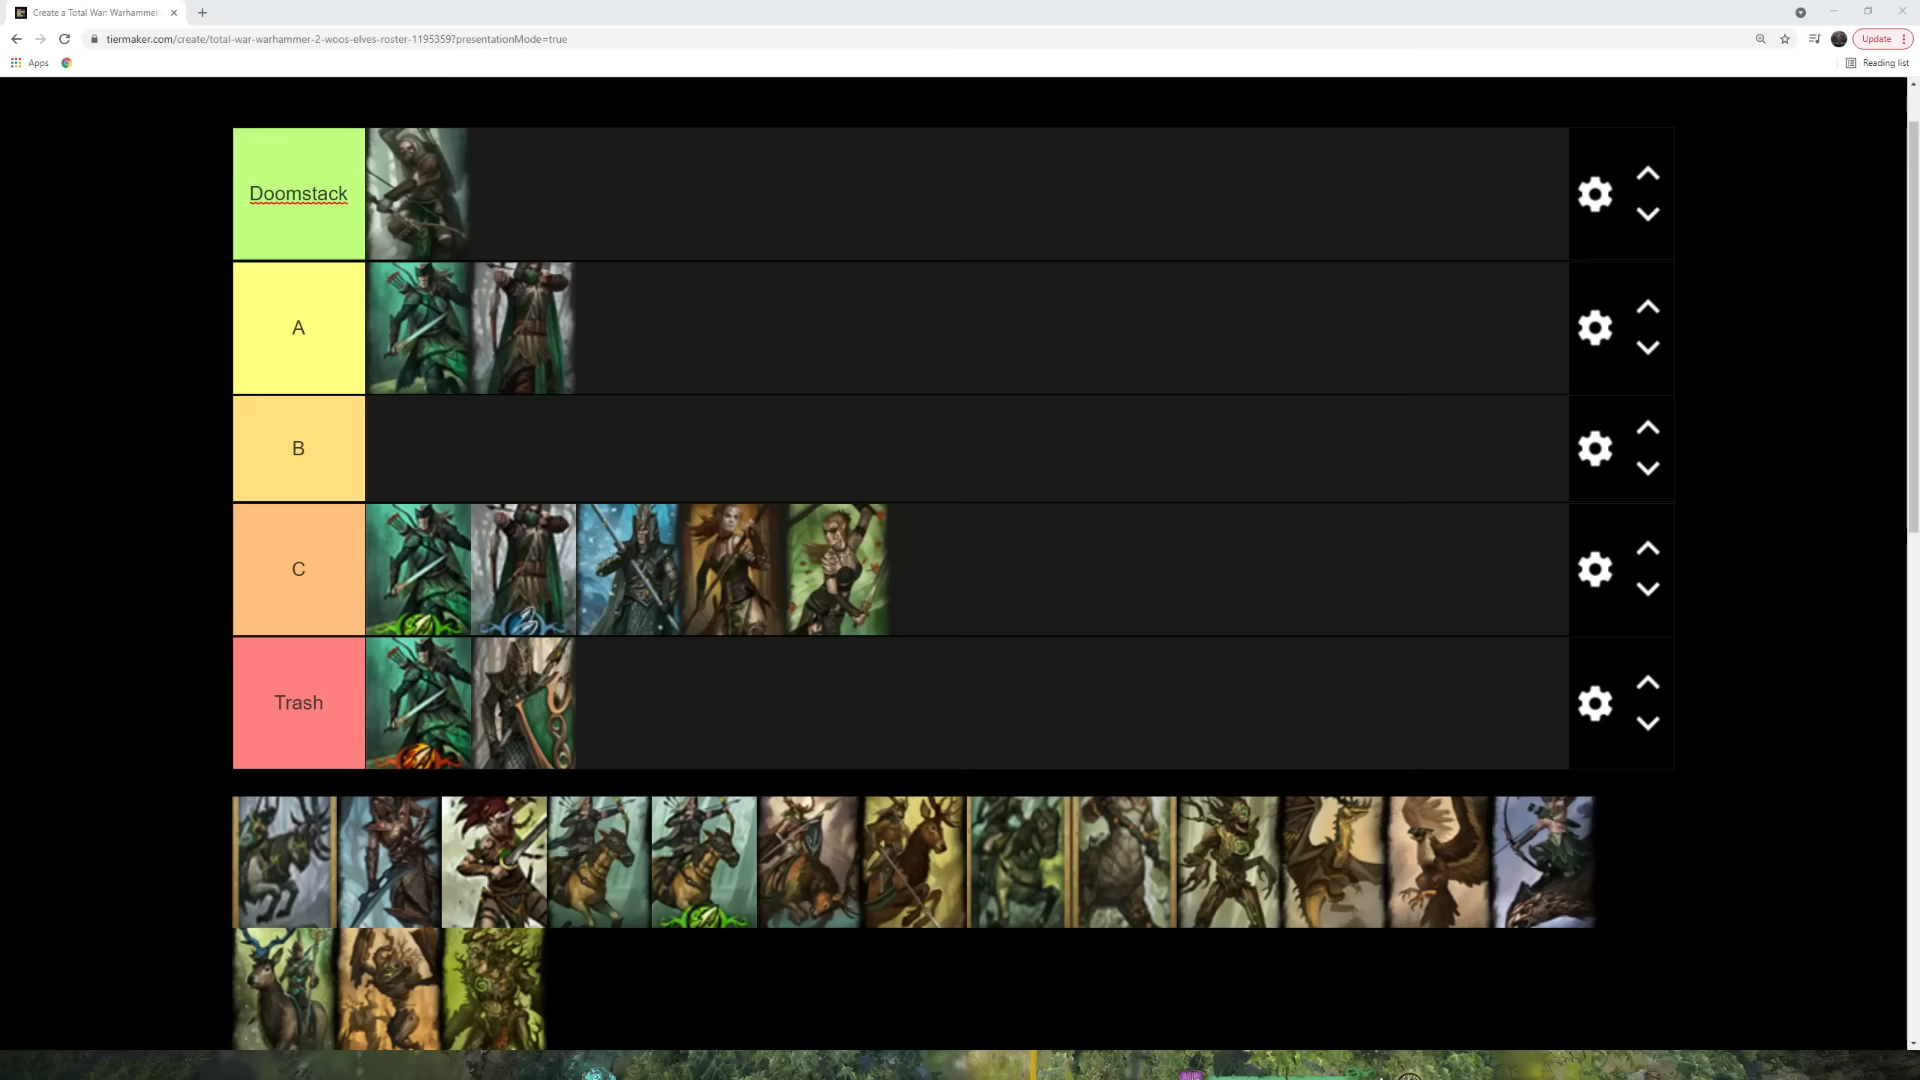 Create a Total War: Warhammer
tiermaker.com/create/total-war-warhammer-2-woos-elves-roster-1195359?presentationMode=true
Update
Apps
Reading list
Doomstack
A
B
C
Trash